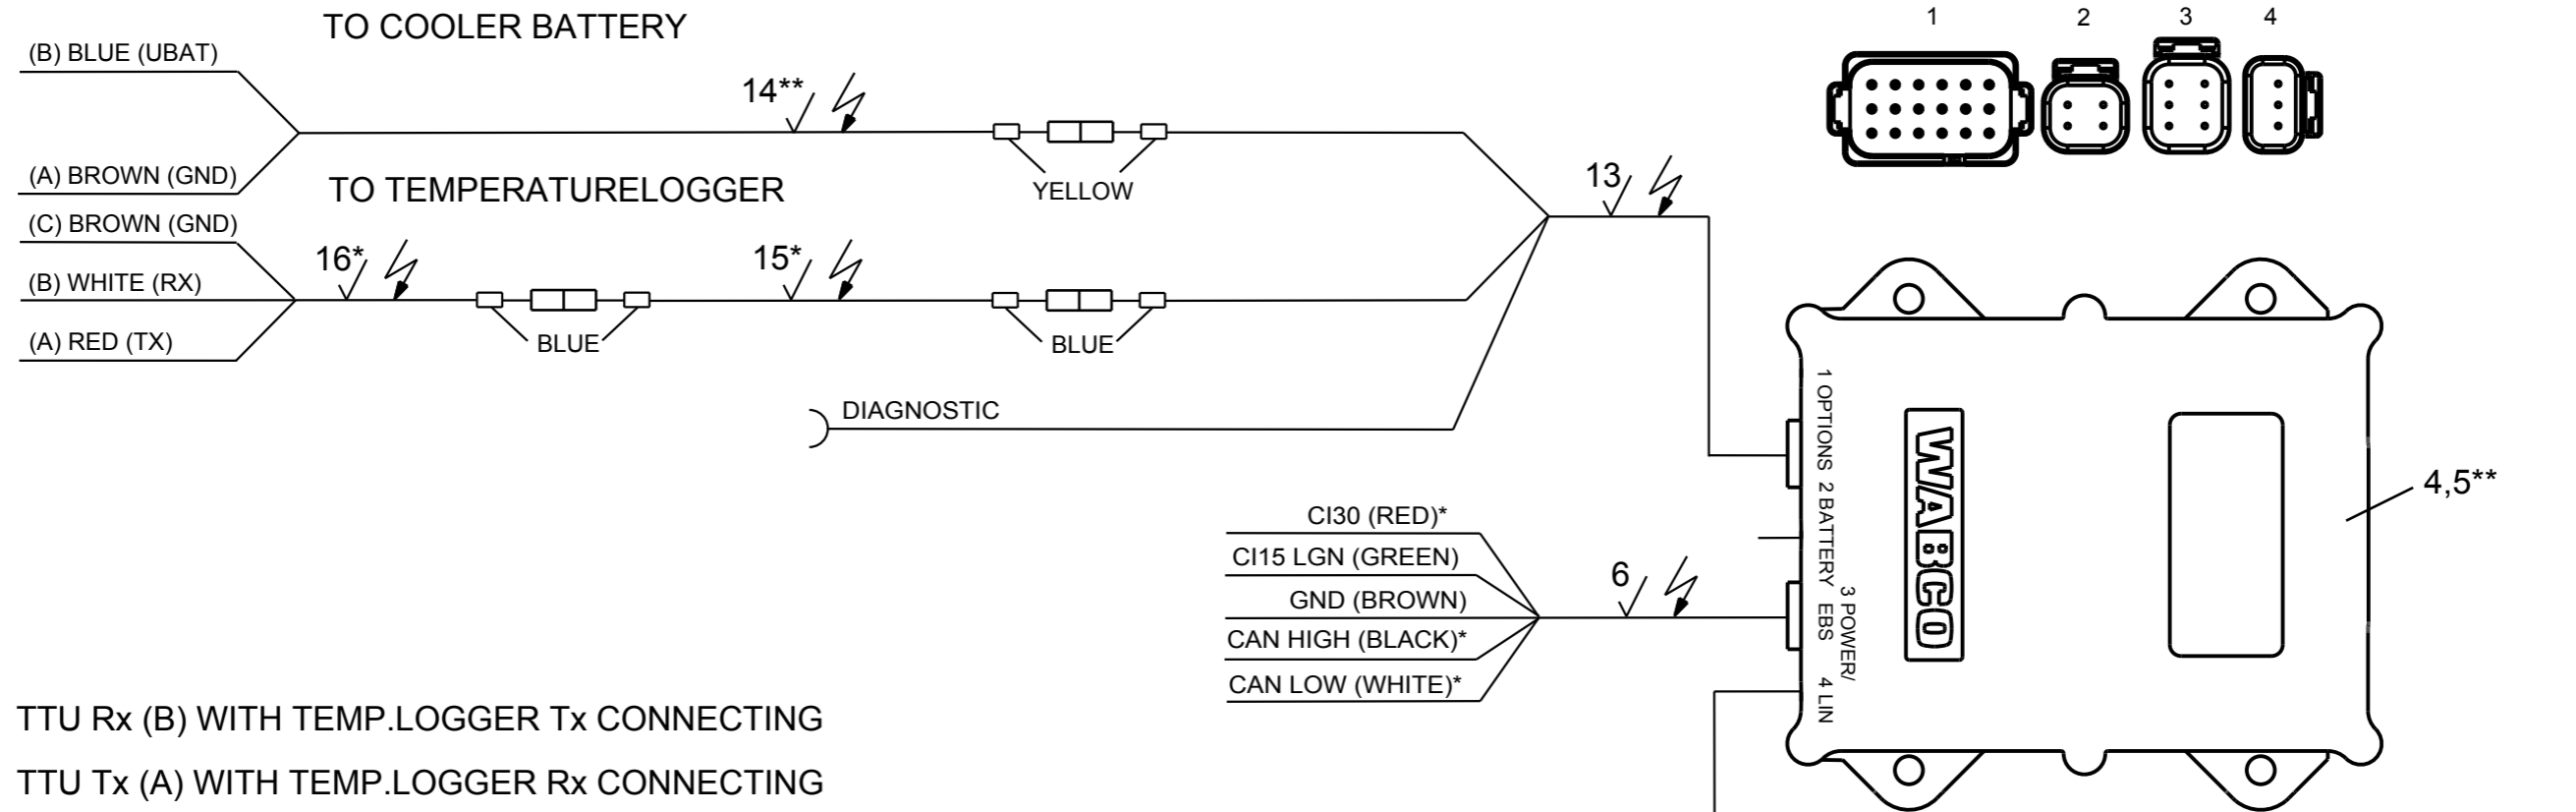 TO COOLER BATTERY
(B) BLUE (UBAT)
14**
(A) BROWN (GND)
YELLOW
TO TEMPERATURELOGGER
(C) BROWN (GND)
16*
15*
(B) WHITE (RX)
BLUE
BLUE
(A) RED (TX)
13
DIAGNOSTIC
1
2
3
4
1 OPTIONS
2 BATTERY
3 POWER/
EBS
4 LIN
WABCO
4,5**
CI30 (RED)*
CI15 LGN (GREEN)
6
GND (BROWN)
CAN HIGH (BLACK)*
CAN LOW (WHITE)*
TTU Rx (B) WITH TEMP.LOGGER Tx CONNECTING
TTU Tx (A) WITH TEMP.LOGGER Rx CONNECTING